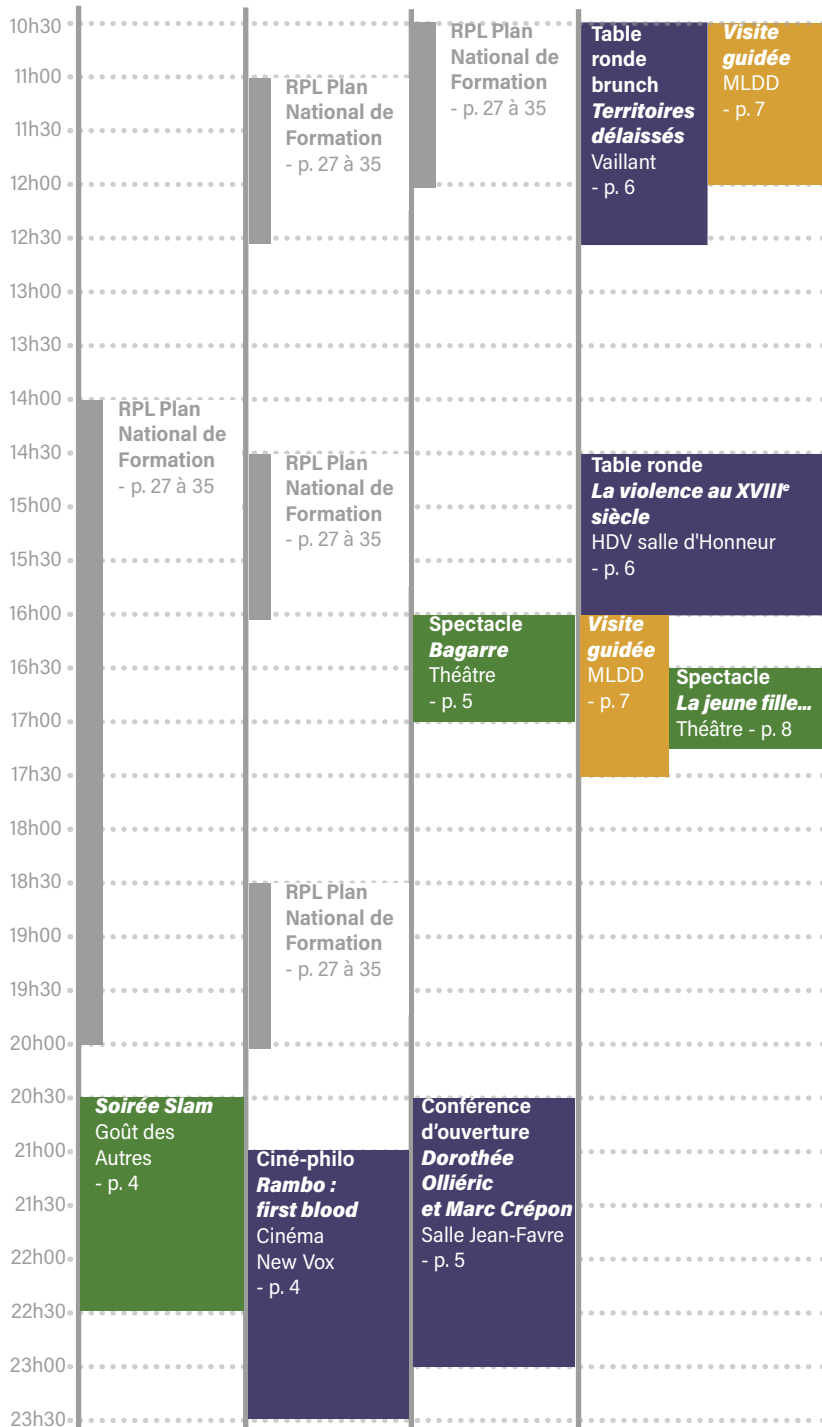 10h30
11h00
11h30
12h00
12h30
13h00
13h30
14h00
14h30
15h00
15h30
16h00
16h30
17h00
17h30
18h00
18h30
19h00
19h30
20h00
20h30
21h00
21h30
22h00
22h30
23h00
23h30
RPL Plan
National de
Formation
- p. 27 à 35
Soirée Slam
Goût des
Autres
- p. 4
RPL Plan
National de
Formation
- p. 27 à 35
RPL Plan
National de
Formation
- p. 27 à 35
RPL Plan
National de
Formation
- p. 27 à 35
Ciné-philo
Rambo :
first blood
Cinéma
New Vox
- p. 4
RPL Plan
National de
Formation
- p. 27 à 35
Spectacle
Bagarre
Théâtre
- p. 5
Conférence
d'ouverture
Dorothée
Olliéric
et Marc Crépon
Salle Jean-Favre
- p. 5
Table
ronde
brunch
Territoires
délaissés
Vaillant
- p. 6
Visite
guidée
MLDD
- p. 7
Table ronde
La violence au XVIIIe
siècle
HDV salle d'Honneur
- p. 6
Visite
guidée
MLDD
- p. 7
Spectacle
La jeune fille...
Théâtre - p. 8